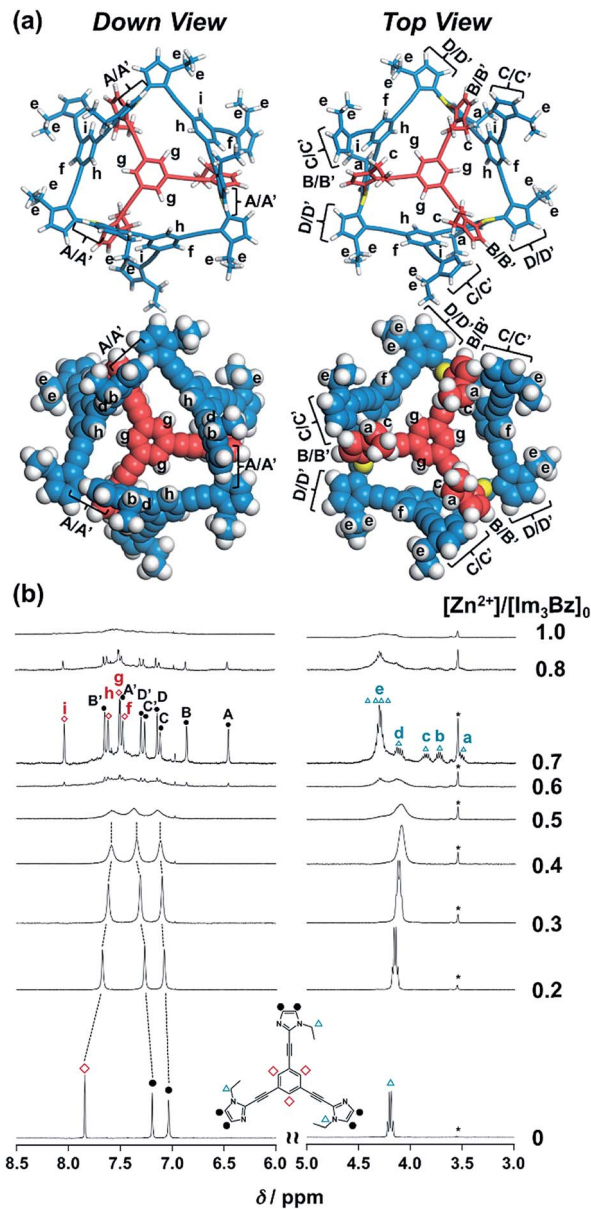 (a) Down View Top View
A/A' e e e e i f h e e e e i f h g g g f h i e e e e A/A' A/A' h i f e e e e
D/D' B/B' C/C' e e e f i h a c g g g i h f e e C/C' i a c B/B' D/D' h c a B/B' D/D' e e f i e e C/C'
A/A' e e e d b h g g g h d b e e A/A' A/A' b d h e e e
D/D' B/B' C/C' e e f a c g g g f e e C/C' a c B/B' D/D' f c a B/B' D/D' C/C' e e e e
(b) [Zn²⁺]/[Im₃Bz]₀
1.0
0.8
i B' h g A' D' f C' D C B A e d c b a * 0.7
* 0.6
* 0.5
* 0.4
* 0.3
* 0.2
N N
N N N N
* 0
8.5 8.0 7.5 7.0 6.5 6.0 ≈ 5.0 4.5 4.0 3.5 3.0
δ / ppm